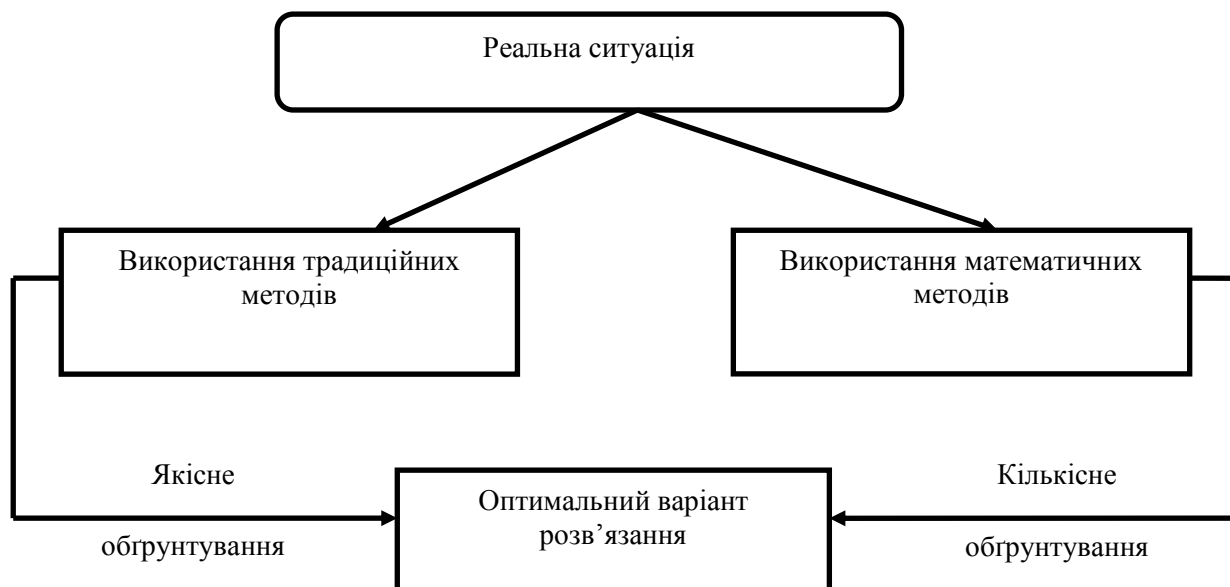 Реальна ситуація
Використання традиційних
методів
Використання математичних
методів
Якісне
обґрунтування
Оптимальний варіант
розв’язання
Кількісне
обґрунтування